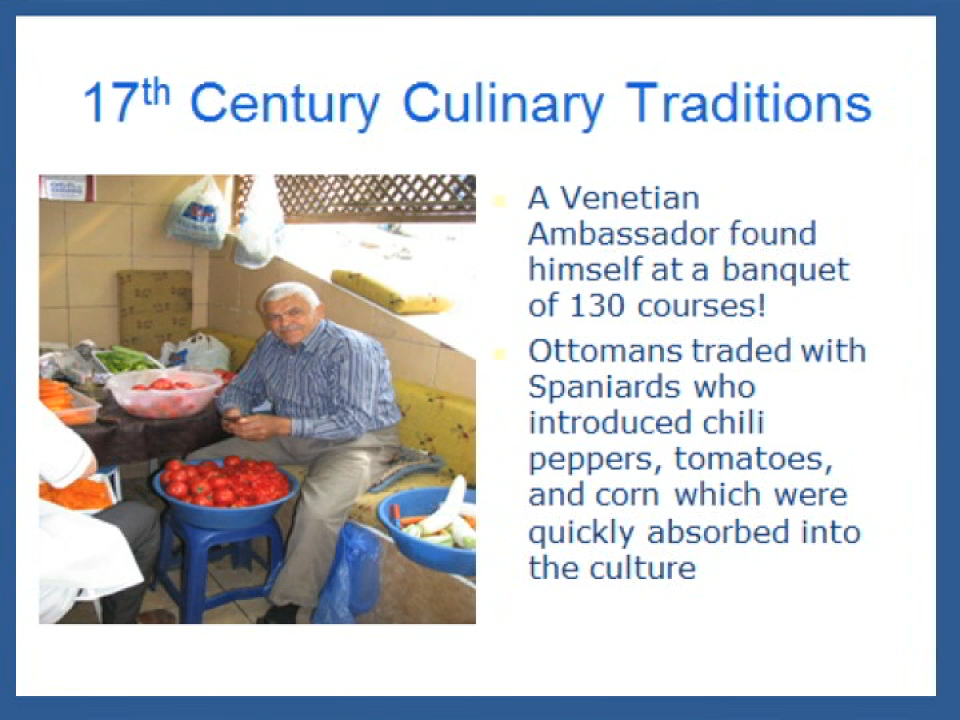 17th Century Culinary Traditions
A Venetian
Ambassador found
himself at a banquet
of 130 courses!
Ottomans traded with
Spaniards who
introduced chili
peppers, tomatoes,
and corn which were
quickly absorbed into
the culture